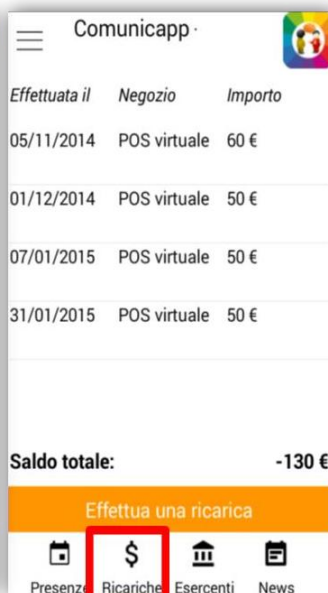 Comunicapp
Effettuata il Negozio Importo
05/11/2014 POS virtuale 60 €
01/12/2014 POS virtuale 50 €
07/01/2015 POS virtuale 50 €
31/01/2015 POS virtuale 50 €
Saldo totale: -130 €
Effettua una ricarica
Presenze Ricariche Esercenti News